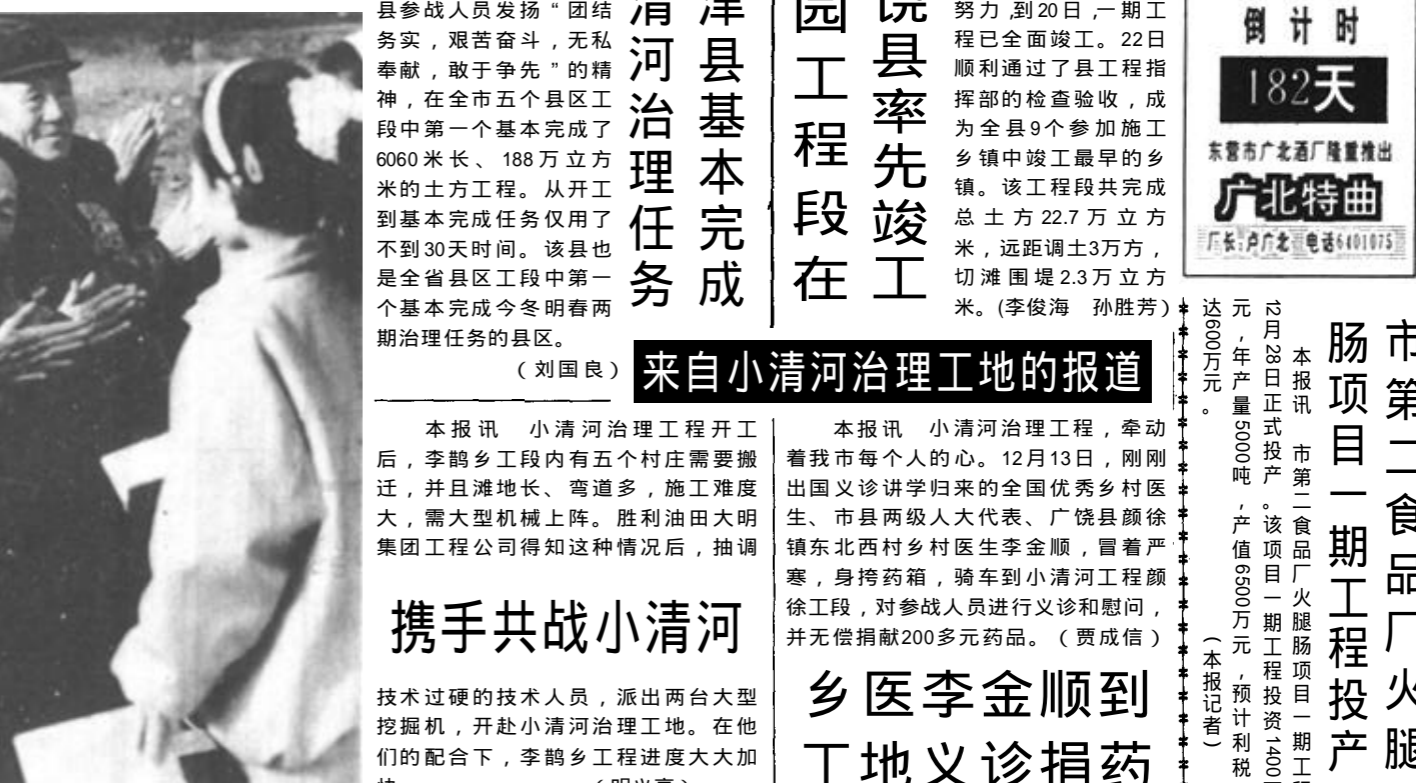 县参战人员发扬“团结
务实，艰苦奋斗，无私
奉献，敢于争先”的精
神，在全市五个县区工
段中第一个基本完成了
6060米长、188万立方
米的土方工程。从开工
到基本完成任务仅用了
不到30天时间。该县也
是全省县区工段中第一
个基本完成今冬明春两
期治理任务的县区。
（刘国良）
津县基本完成
清河治理任务
饶县率先竣工
园工程段在
努力,到20日,一期工
程已全面竣工。22日
顺利通过了县工程指
挥部的检查验收，成
为全县9个参加施工
乡镇中竣工最早的乡
镇。该工程段共完成
总土方22.7万立方
米，远距调土3万方，
切滩围堤2.3万立方
米。(李俊海　孙胜芳）
倒计时
182天
东营市广北酒厂隆重推出
广北特曲
厂长:卢广北 电话6401075
来自小清河治理工地的报道
本报讯　小清河治理工程开工
后，李鹊乡工段内有五个村庄需要搬
迁，并且滩地长、弯道多，施工难度
大，需大型机械上阵。胜利油田大明
集团工程公司得知这种情况后，抽调
携手共战小清河
技术过硬的技术人员，派出两台大型
挖掘机，开赴小清河治理工地。在他
们的配合下，李鹊乡工程进度大大加
本报讯　小清河治理工程，牵动
着我市每个人的心。12月13日，刚刚
出国义诊讲学归来的全国优秀乡村医
生、市县两级人大代表、广饶县颜徐
镇东北西村乡村医生李金顺，冒着严
寒，身挎药箱，骑车到小清河工程颜
徐工段，对参战人员进行义诊和慰问，
并无偿捐献200多元药品。（贾成信）
乡医李金顺到
工地义诊捐药
市第二食品厂火腿
肠项目一期工程投产
本报讯　市第二食品厂火腿肠项目一期工程
12月28日正式投产。该项目一期工程投资1400
元，年产量5000吨，产值6500万元，预计利税
达600万元。
（本报记者）